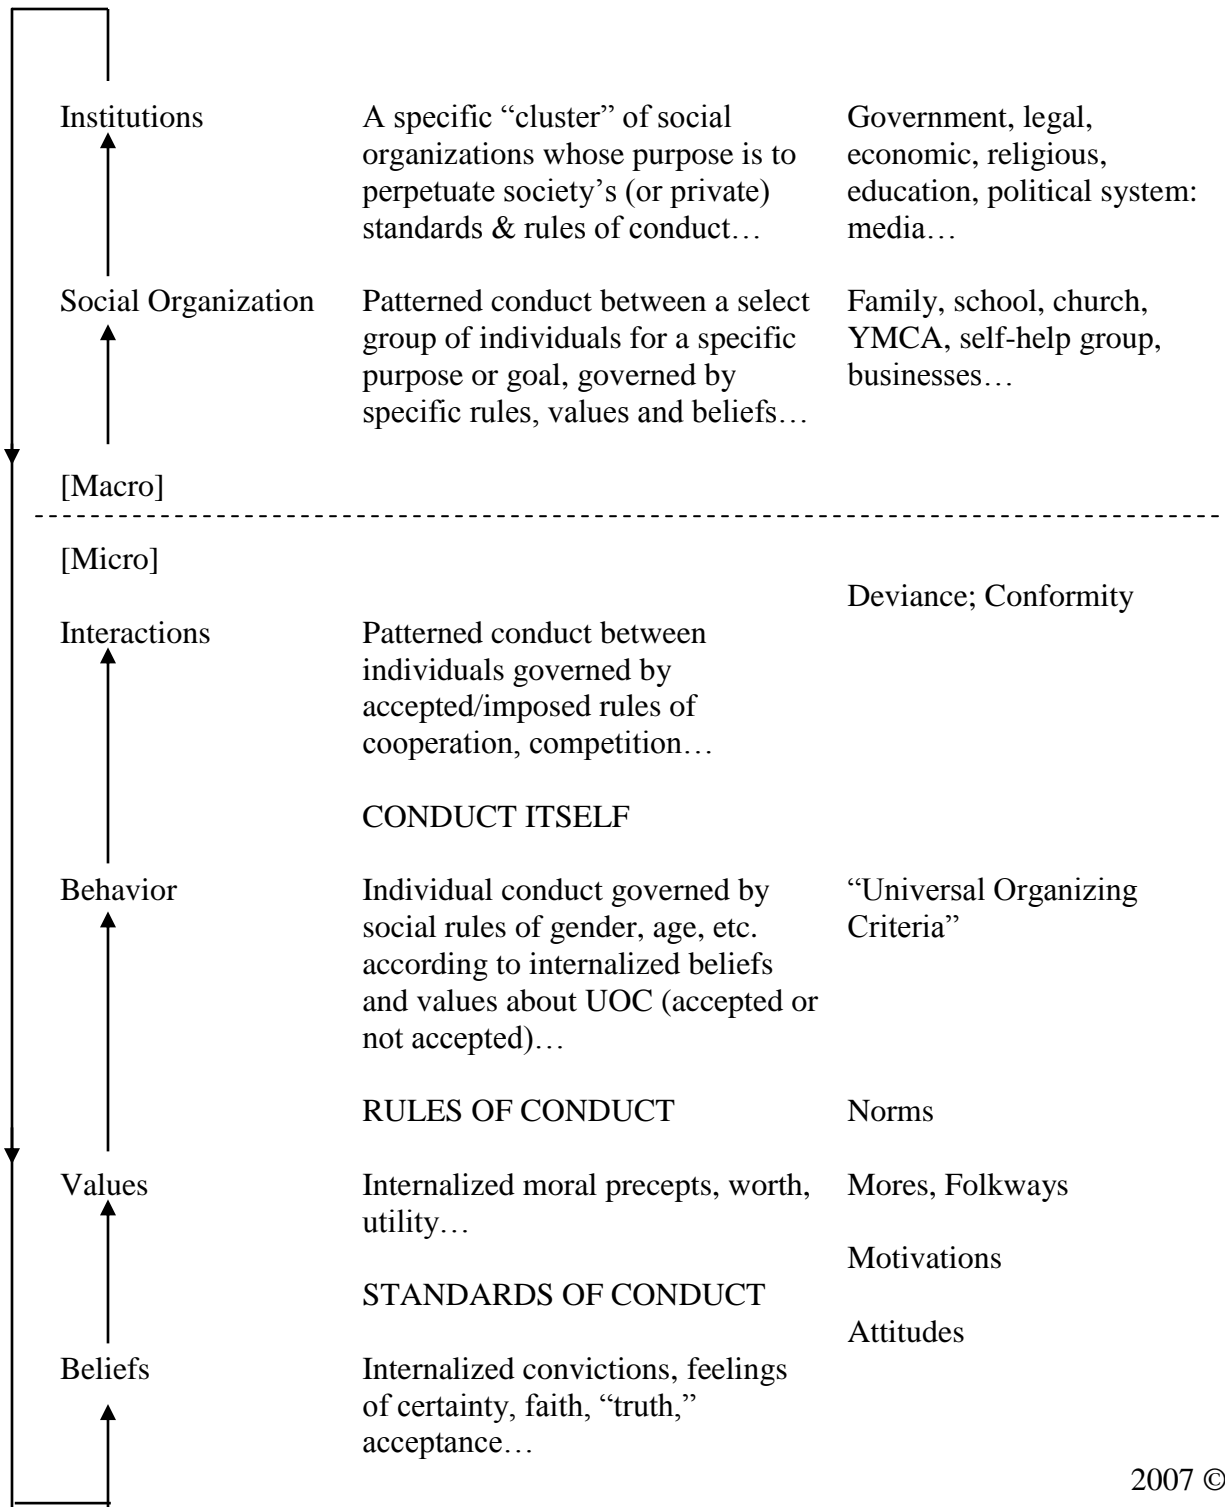 Institutions
A specific “cluster” of social
organizations whose purpose is to
perpetuate society’s (or private)
standards & rules of conduct…
Government, legal,
economic, religious,
education, political system:
media…
Social Organization
Patterned conduct between a select
group of individuals for a specific
purpose or goal, governed by
specific rules, values and beliefs…
Family, school, church,
YMCA, self-help group,
businesses…
[Macro]
[Micro]
Deviance; Conformity
Interactions
Patterned conduct between
individuals governed by
accepted/imposed rules of
cooperation, competition…
CONDUCT ITSELF
Behavior
Individual conduct governed by
social rules of gender, age, etc.
according to internalized beliefs
and values about UOC (accepted or
not accepted)…
“Universal Organizing
Criteria”
RULES OF CONDUCT
Norms
Values
Internalized moral precepts, worth,
utility…
Mores, Folkways
Motivations
STANDARDS OF CONDUCT
Attitudes
Beliefs
Internalized convictions, feelings
of certainty, faith, “truth,”
acceptance…
2007 ©